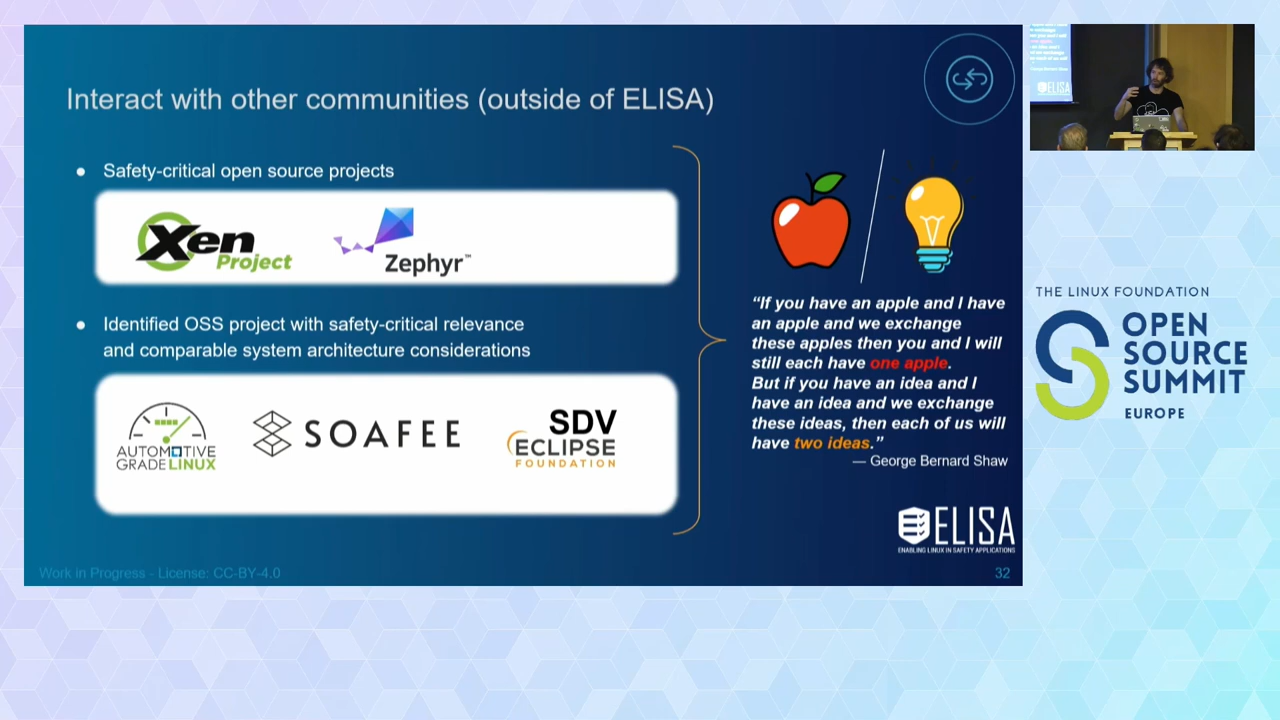 Interact with other communities (outside of ELISA)
● Safety-critical open source projects
Xen
Project
Zephyr™
● Identified OSS project with safety-critical relevance
and comparable system architecture considerations
AUTOMOTIVE
GRADE LINUX
SOAFEE
SDV
ECLIPSE
FOUNDATION
“If you have an apple and I have
an apple and we exchange
these apples then you and I will
still each have one apple.
But if you have an idea and I
have an idea and we exchange
these ideas, then each of us will
have two ideas.”
— George Bernard Shaw
ELISA
ENABLING LINUX IN SAFETY APPLICATIONS
Work in Progress - License: CC-BY-4.0
32
ELISA
THE LINUX FOUNDATION
OPEN
SOURCE
SUMMIT
EUROPE